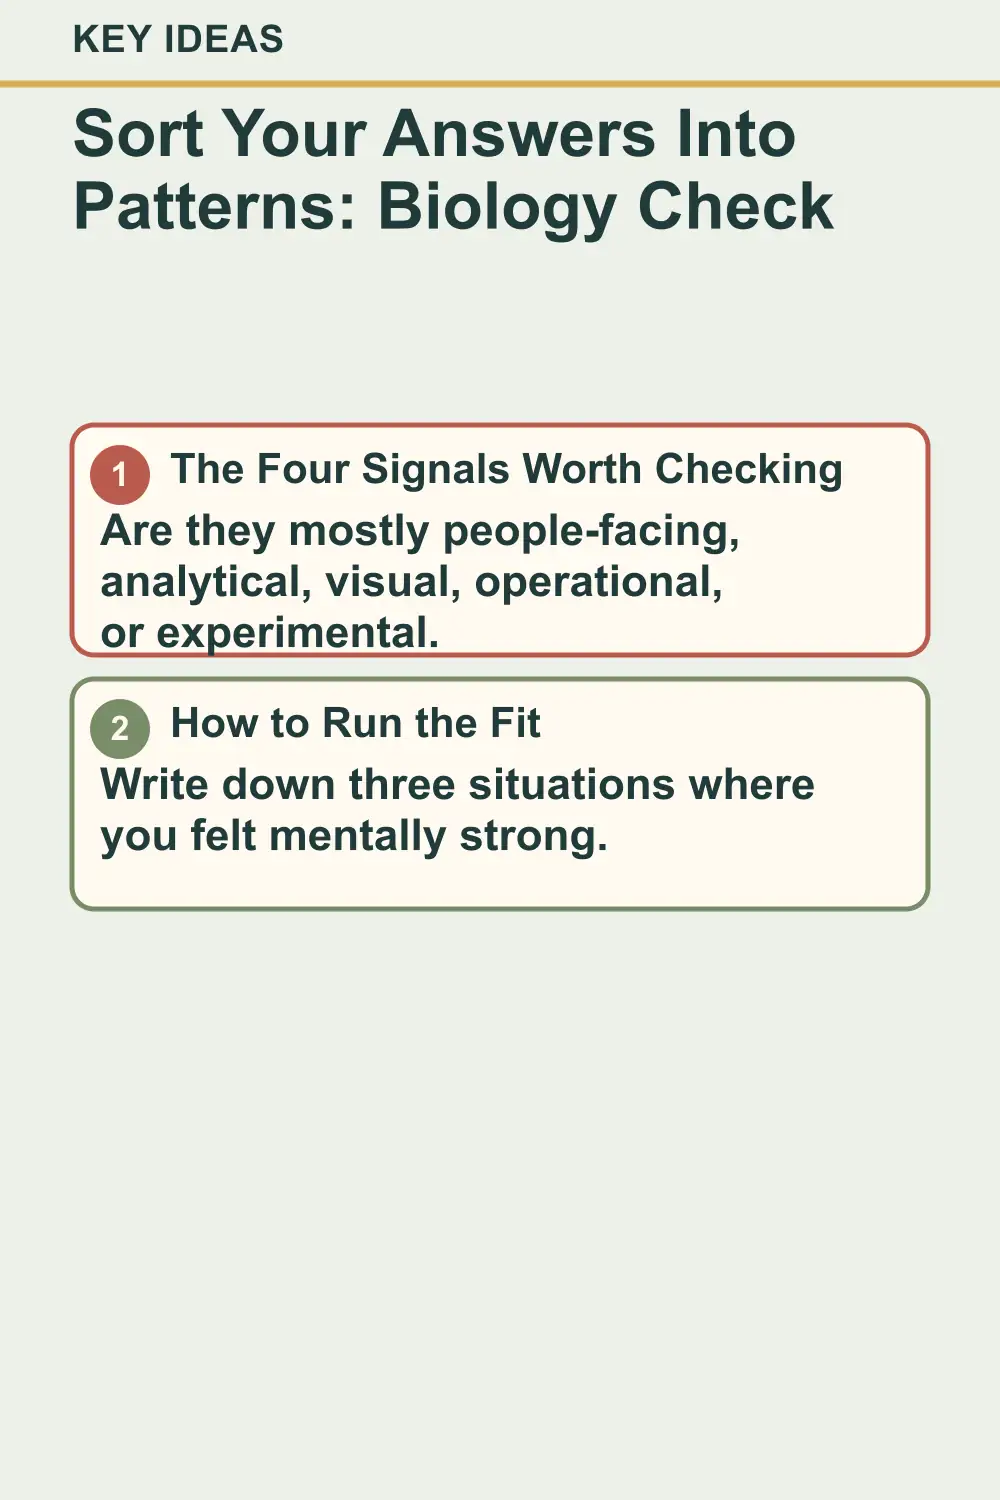 KEY IDEAS
Sort Your Answers Into
Patterns: Biology Check
1 The Four Signals Worth Checking
Are they mostly people-facing,
analytical, visual, operational,
or experimental.
2 How to Run the Fit
Write down three situations where
you felt mentally strong.